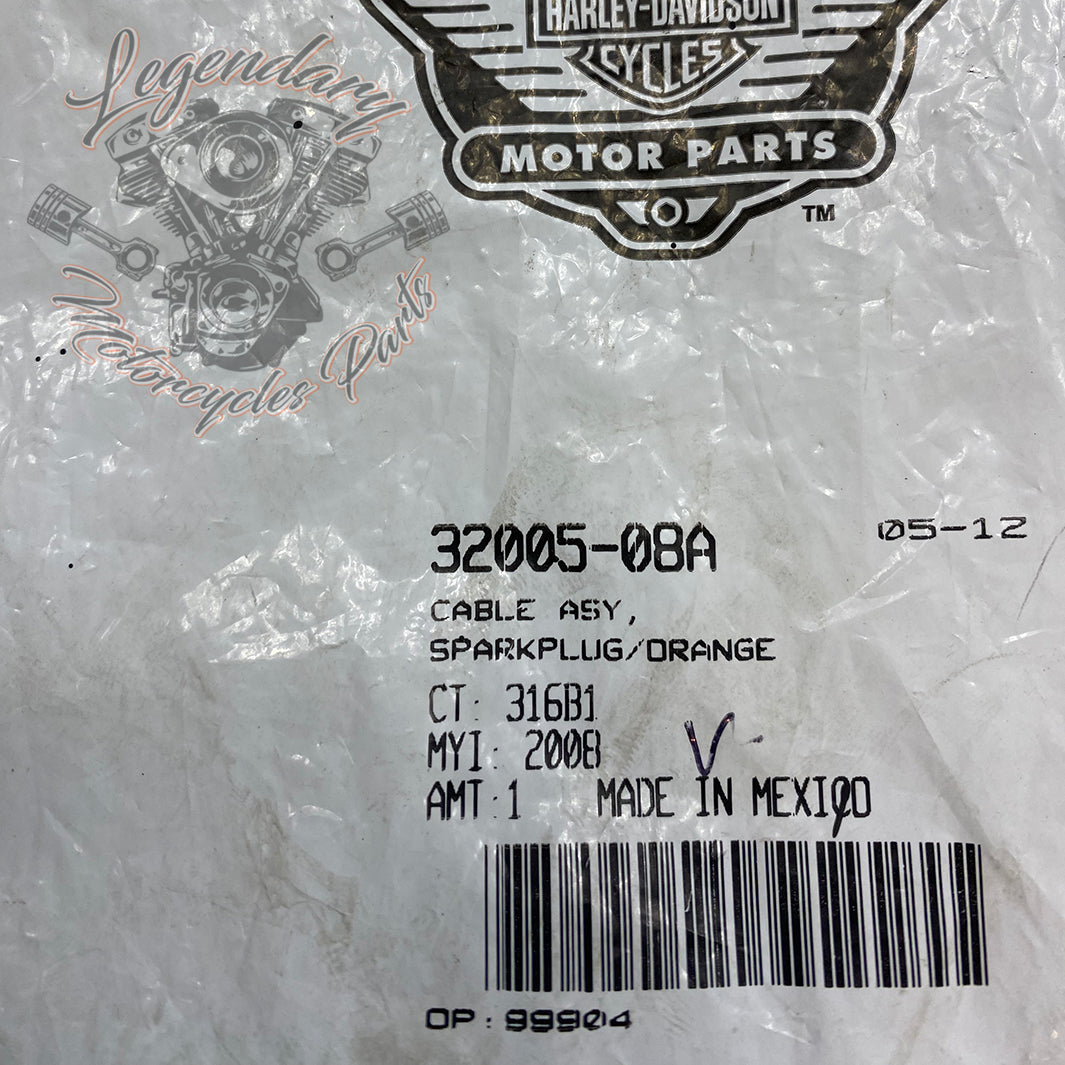 HARLEY-DAVIDSON
CYCLES
MOTOR PARTS
TM
Legendary
Motorcycles Parts
32005-08A
05-12
CABLE ASY,
SPARKPLUG/ORANGE
CT: 316B1
MYI: 2008
V
AMT:1 MADE IN MEXICO
OP: 99904